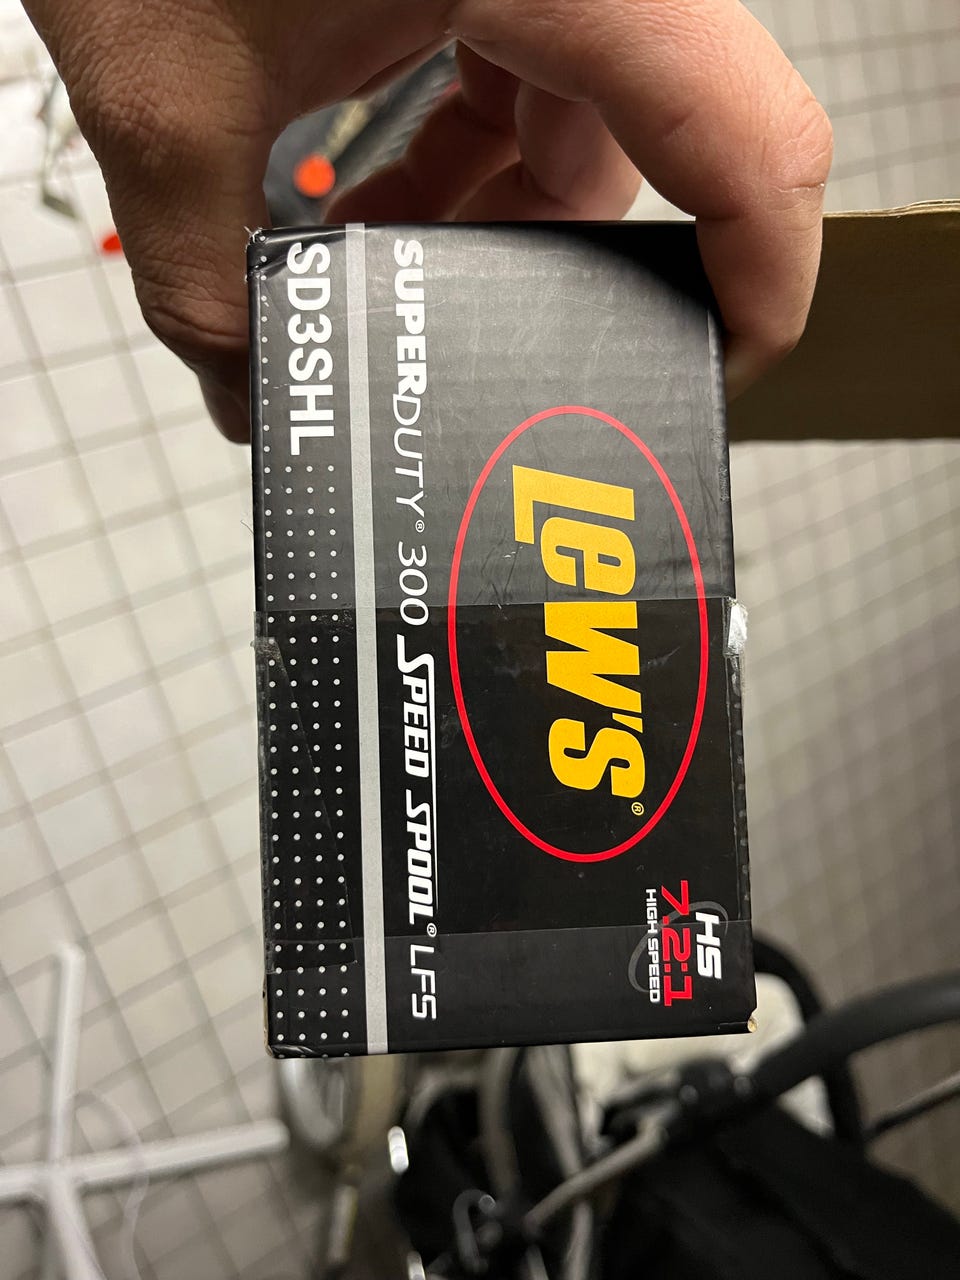 LEW'S®
HS
7.2:1
HIGH SPEED
SUPERDUTY® 300 SPEED SPOOL® LFS
SD3SHL